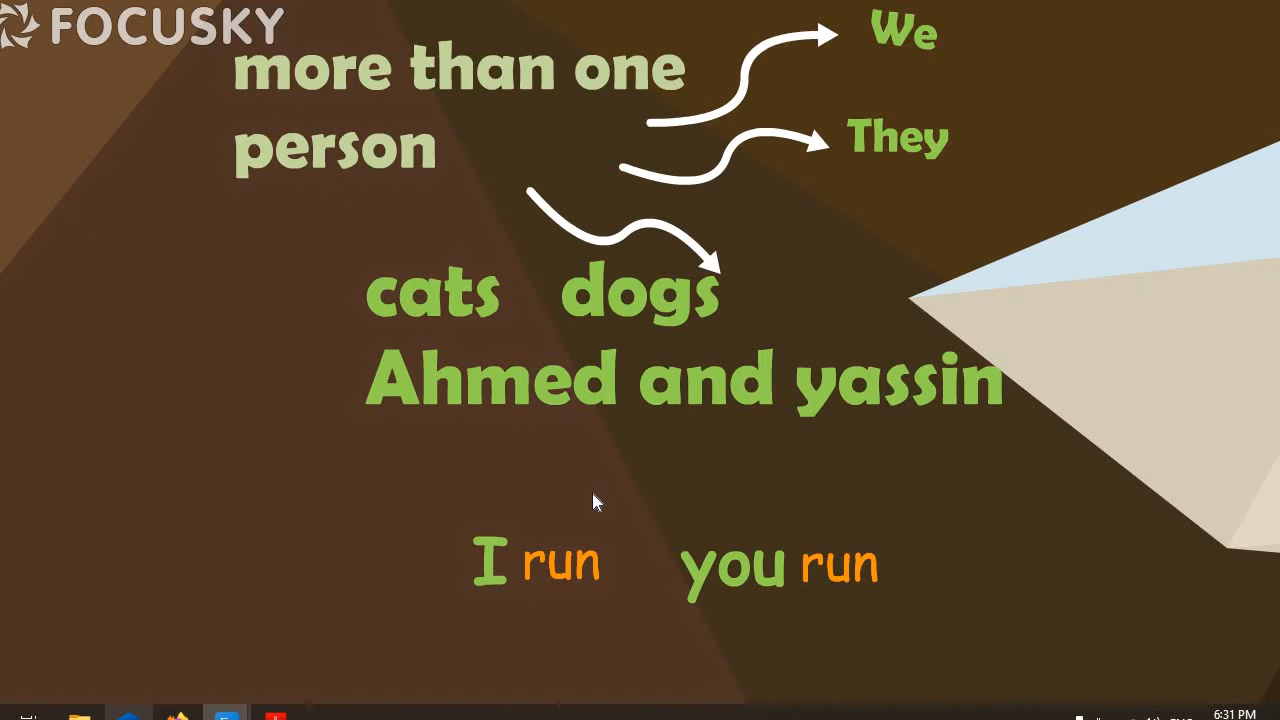 FOCUSKY
We
more than one
They
person
cats dogs
Ahmed and yassin
I run you run
6:31 PM